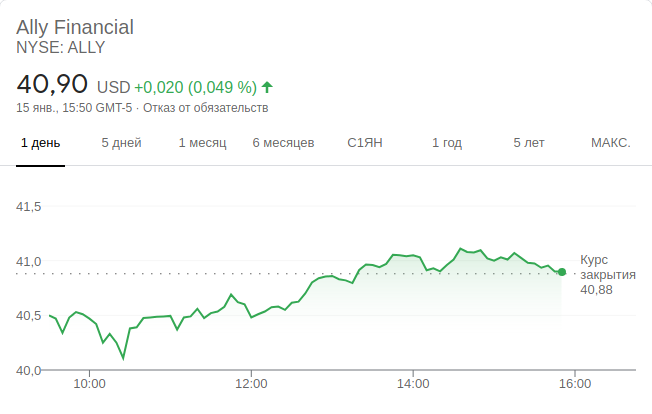 Ally Financial
NYSE: ALLY
40,90 USD +0,020 (0,049 %)
15 янв., 15:50 GMT-5 · Отказ от обязательств
1 день 5 дней 1 месяц 6 месяцев С1ЯН 1 год 5 лет МАКС.
41,5
41,0
40,5
40,0
Курс
закрытия
40,88
10:00 12:00 14:00 16:00